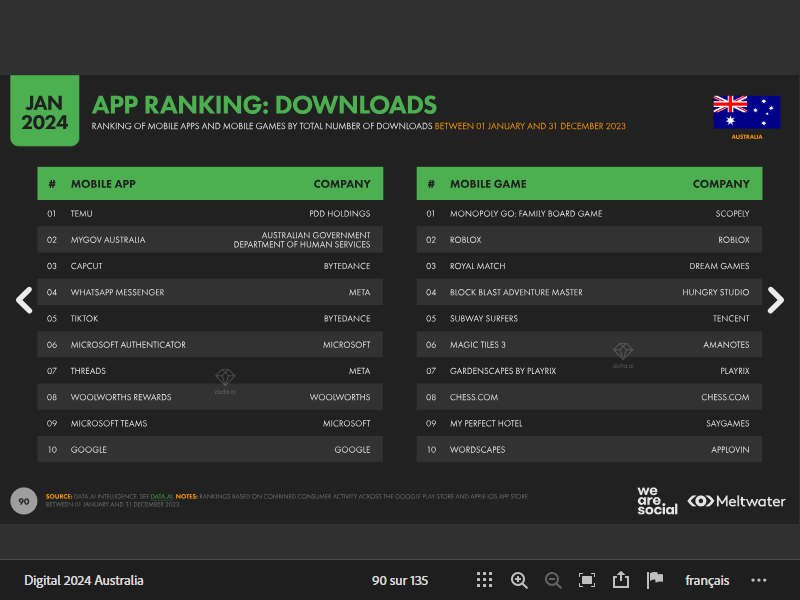 JAN
2024
APP RANKING: DOWNLOADS
RANKING OF MOBILE APPS AND MOBILE GAMES BY TOTAL NUMBER OF DOWNLOADS BETWEEN 01 JANUARY AND 31 DECEMBER 2023
AUSTRALIA
# MOBILE APP COMPANY
01 TEMU PDD HOLDINGS
02 MYGOV AUSTRALIA AUSTRALIAN GOVERNMENT
DEPARTMENT OF HUMAN SERVICES
03 CAPCUT BYTEDANCE
04 WHATSAPP MESSENGER META
05 TIKTOK BYTEDANCE
06 MICROSOFT AUTHENTICATOR MICROSOFT
07 THREADS META
08 WOOLWORTHS REWARDS WOOLWORTHS
09 MICROSOFT TEAMS MICROSOFT
10 GOOGLE GOOGLE
data.ai
# MOBILE GAME COMPANY
01 MONOPOLY GO: FAMILY BOARD GAME SCOPELY
02 ROBLOX ROBLOX
03 ROYAL MATCH DREAM GAMES
04 BLOCK BLAST ADVENTURE MASTER HUNGRY STUDIO
05 SUBWAY SURFERS TENCENT
06 MAGIC TILES 3 AMANOTES
07 GARDENSCAPES BY PLAYRIX PLAYRIX
08 CHESS.COM CHESS.COM
09 MY PERFECT HOTEL SAYGAMES
10 WORDSCAPES APPLOVIN
data.ai
90
SOURCE: DATA.AI INTELLIGENCE. SEE DATA.AI. NOTES: RANKINGS BASED ON COMBINED CONSUMER ACTIVITY ACROSS THE GOOGLE PLAY STORE AND APPLE IOS APP STORE
BETWEEN 01 JANUARY AND 31 DECEMBER 2023.
we
are.
social
Meltwater
Digital 2024 Australia
90 sur 135
français